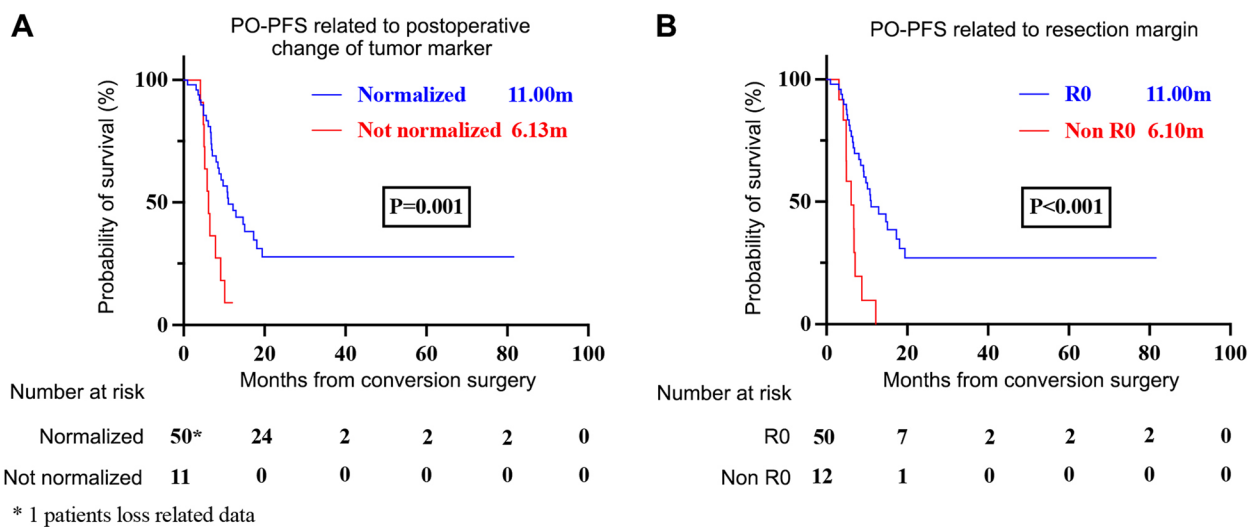 A
PO-PFS related to postoperative
change of tumor marker
Probability of survival (%)
100
50
0
Normalized 11.00m
Not normalized 6.13m
P=0.001
0 20 40 60 80 100
Months from conversion surgery
Number at risk
Normalized 50* 24 2 2 2 0
Not normalized 11 0 0 0 0 0
* 1 patients loss related data
B
PO-PFS related to resection margin
Probability of survival (%)
100
50
0
R0 11.00m
Non R0 6.10m
P<0.001
0 20 40 60 80 100
Months from conversion surgery
Number at risk
R0 50 7 2 2 2 0
Non R0 12 1 0 0 0 0